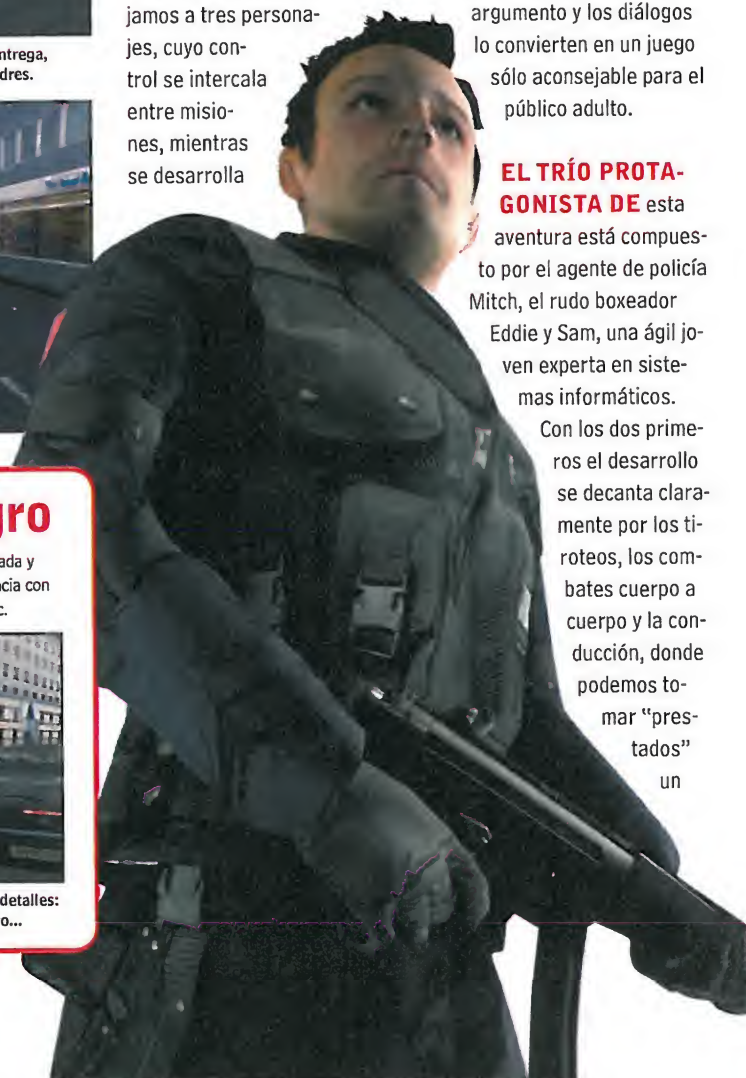 ntrega,
dres.
gro
ada y
cia con
c.
detalles:
o...
jamos a tres persona-
jes, cuyo con-
trol se intercala
entre misio-
nes, mientras
se desarrolla
argumento y los diálogos
lo convierten en un juego
sólo aconsejable para el
público adulto.
EL TRÍO PROTA-
GONISTA DE esta
aventura está compues-
to por el agente de policía
Mitch, el rudo boxeador
Eddie y Sam, una ágil jo-
ven experta en siste-
mas informáticos.
Con los dos prime-
ros el desarrollo
se decanta clara-
mente por los ti-
roteos, los com-
bates cuerpo a
cuerpo y la con-
ducción, donde
podemos to-
mar "pres-
tados"
un